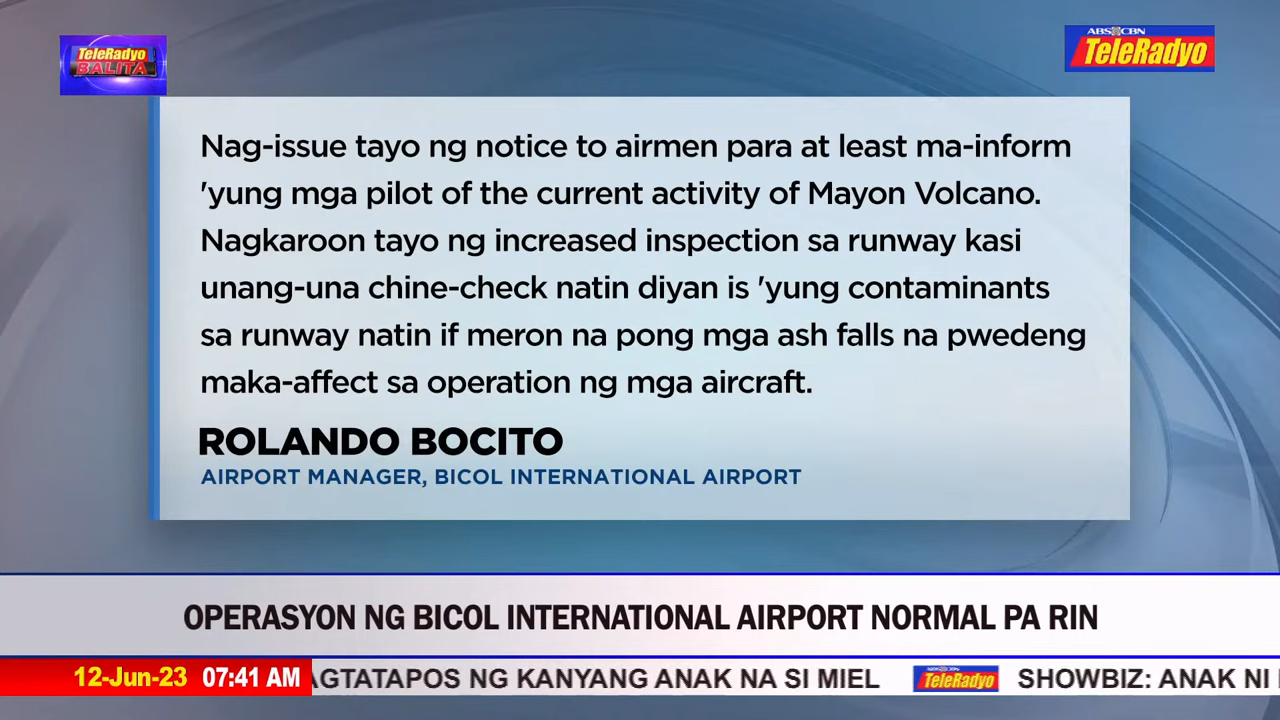 TeleRadyo
BALITA
ABS-CBN
TeleRadyo
Nag-issue tayo ng notice to airmen para at least ma-inform
'yung mga pilot of the current activity of Mayon Volcano.
Nagkaroon tayo ng increased inspection sa runway kasi
unang-una chine-check natin diyan is 'yung contaminants
sa runway natin if meron na pong mga ash falls na pwedeng
maka-affect sa operation ng mga aircraft.
ROLANDO BOCITO
AIRPORT MANAGER, BICOL INTERNATIONAL AIRPORT
OPERASYON NG BICOL INTERNATIONAL AIRPORT NORMAL PA RIN
12-Jun-23 07:41 AM AGTATAPOS NG KANYANG ANAK NA SI MIEL ABS-CBN TeleRadyo SHOWBIZ: ANAK NI